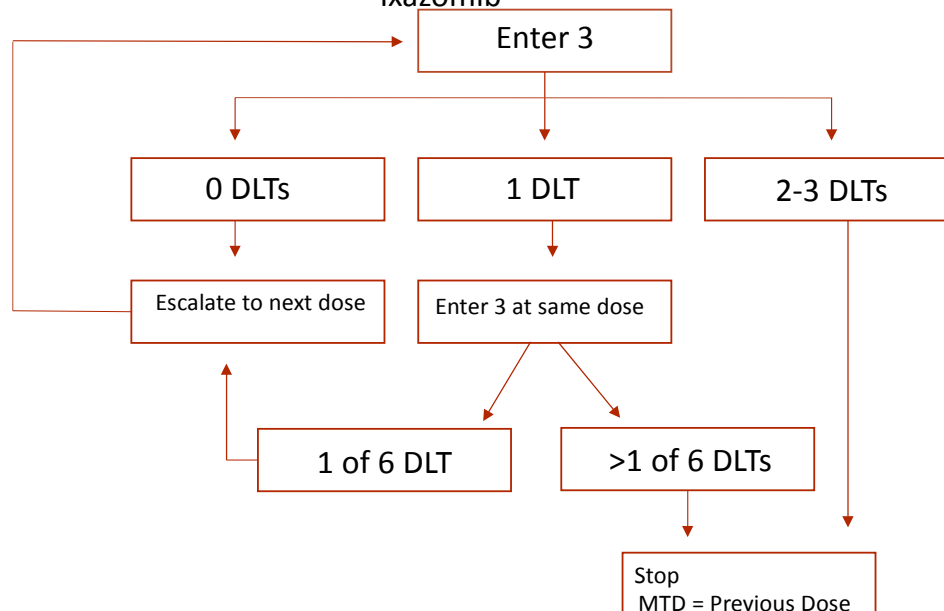 Ixazomib
Enter 3
0 DLTs
1 DLT
2-3 DLTs
Escalate to next dose
Enter 3 at same dose
1 of 6 DLT
>1 of 6 DLTs
Stop
MTD = Previous Dose